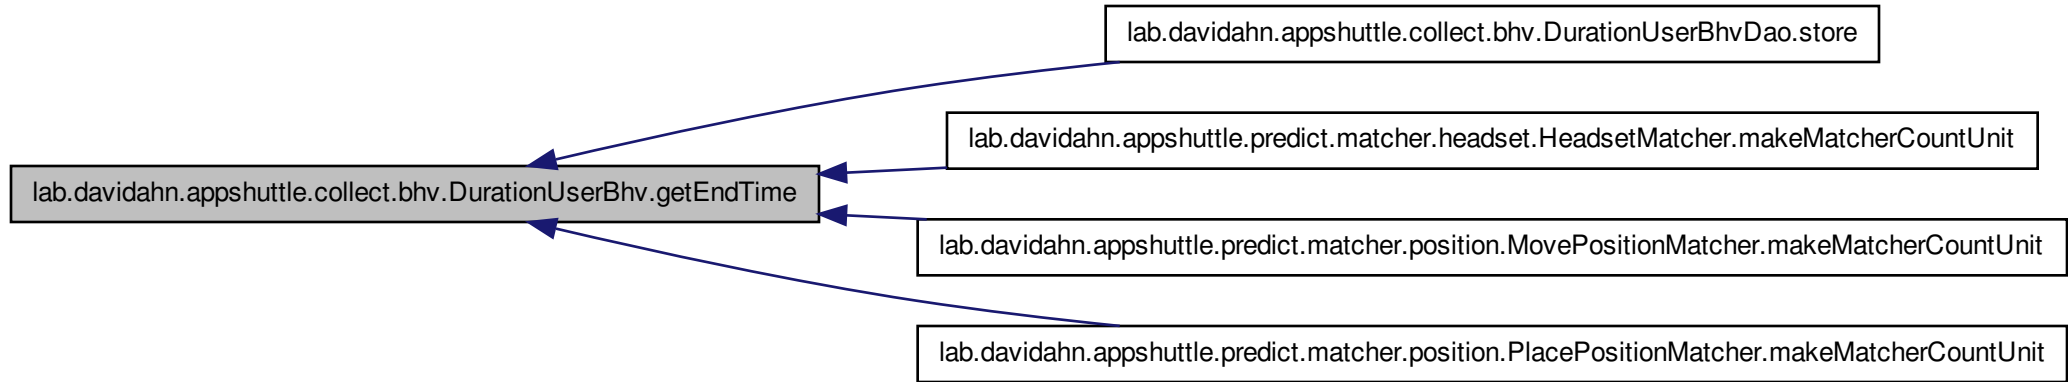 lab.davidahn.appshuttle.collect.bhv.DurationUserBhvDao.store
lab.davidahn.appshuttle.predict.matcher.headset.HeadsetMatcher.makeMatcherCountUnit
lab.davidahn.appshuttle.collect.bhv.DurationUserBhv.getEndTime
lab.davidahn.appshuttle.predict.matcher.position.MovePositionMatcher.makeMatcherCountUnit
lab.davidahn.appshuttle.predict.matcher.position.PlacePositionMatcher.makeMatcherCountUnit